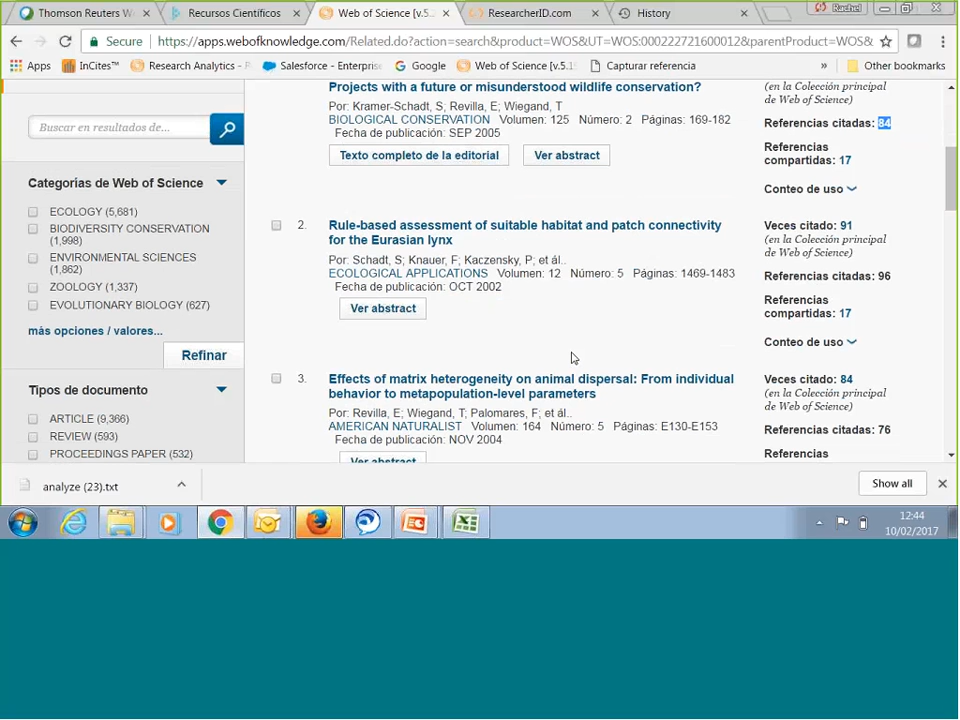 Thomson Reuters W
Recursos Científicos
Web of Science [v.5...
ResearcherID.com
History
Rachel
Secure
https://apps.webofknowledge.com/Related.do?action=search&product=WOS&UT=WOS:000222721600012&parentProduct=WOS&
Apps
InCites™
Research Analytics -
Salesforce - Enterpris
Google
Web of Science [v.5.1
Capturar referencia
»
Other bookmarks
Buscar en resultados de...
Categorías de Web of Science
ECOLOGY (5,681)
BIODIVERSITY CONSERVATION
(1,998)
ENVIRONMENTAL SCIENCES
(1,862)
ZOOLOGY (1,337)
EVOLUTIONARY BIOLOGY (627)
más opciones / valores...
Refinar
Tipos de documento
ARTICLE (9,366)
REVIEW (593)
PROCEEDINGS PAPER (532)
Projects with a future or misunderstood wildlife conservation?
Por: Kramer-Schadt, S; Revilla, E; Wiegand, T
BIOLOGICAL CONSERVATION Volumen: 125 Número: 2 Páginas: 169-182
Fecha de publicación: SEP 2005
Texto completo de la editorial
Ver abstract
(en la Colección principal
de Web of Science)
Referencias citadas: 84
Referencias
compartidas: 17
Conteo de uso
2.
Rule-based assessment of suitable habitat and patch connectivity
for the Eurasian lynx
Por: Schadt, S; Knauer, F; Kaczensky, P; et ál..
ECOLOGICAL APPLICATIONS Volumen: 12 Número: 5 Páginas: 1469-1483
Fecha de publicación: OCT 2002
Ver abstract
Veces citado: 91
(en la Colección principal
de Web of Science)
Referencias citadas: 96
Referencias
compartidas: 17
Conteo de uso
3.
Effects of matrix heterogeneity on animal dispersal: From individual
behavior to metapopulation-level parameters
Por: Revilla, E; Wiegand, T; Palomares, F; et ál..
AMERICAN NATURALIST Volumen: 164 Número: 5 Páginas: E130-E153
Fecha de publicación: NOV 2004
Ver abstract
Veces citado: 84
(en la Colección principal
de Web of Science)
Referencias citadas: 76
Referencias
analyze (23).txt
Show all
12:44
10/02/2017